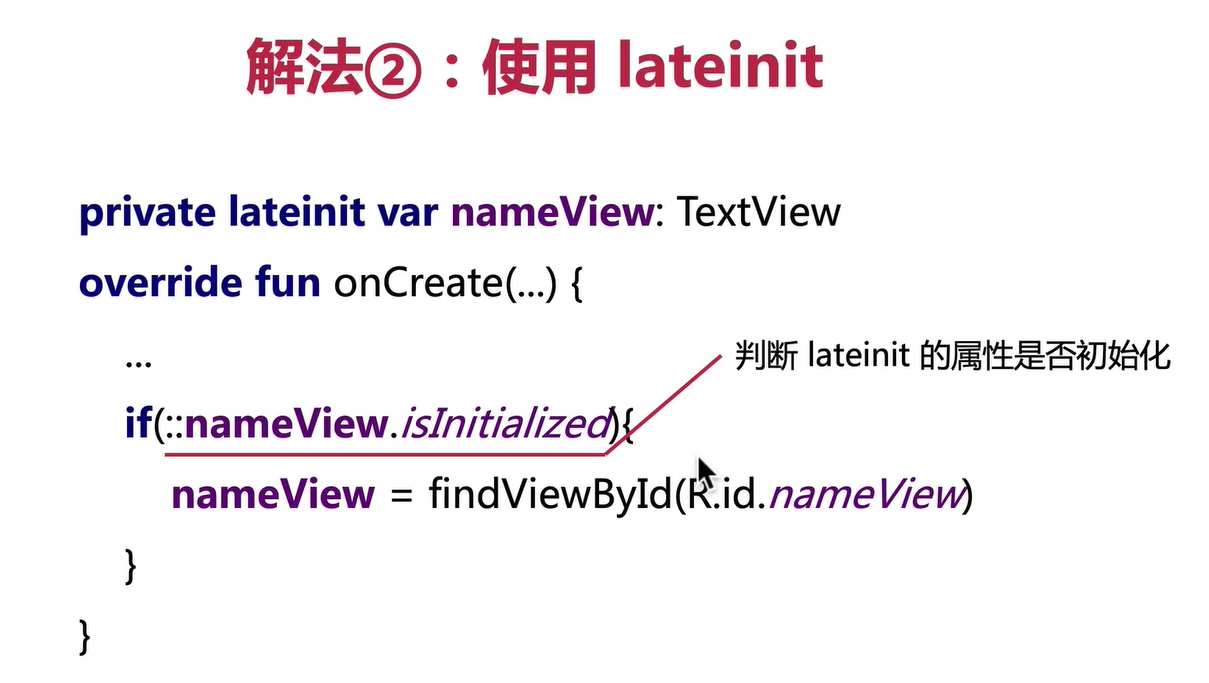 解法②：使用 lateinit
private lateinit var nameView: TextView
override fun onCreate(...) {
...
判断 lateinit 的属性是否初始化
if(::nameView.isInitialized){
nameView = findViewById(R.id.nameView)
}
}